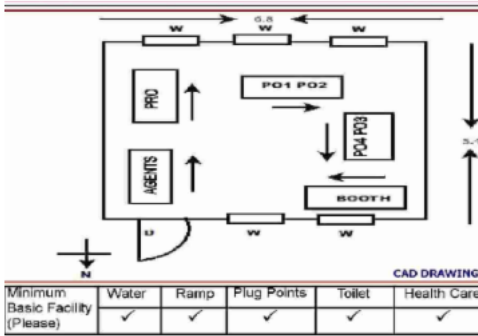 6.8
W W W
PRO
PO1 PO2
PO4 PO3
AGENTS
BOOTH
D
W W
N
CAD DRAWING
Minimum Basic Facility (Please) Water Ramp Plug Points Toilet Health Care
✓ ✓ ✓ ✓ ✓